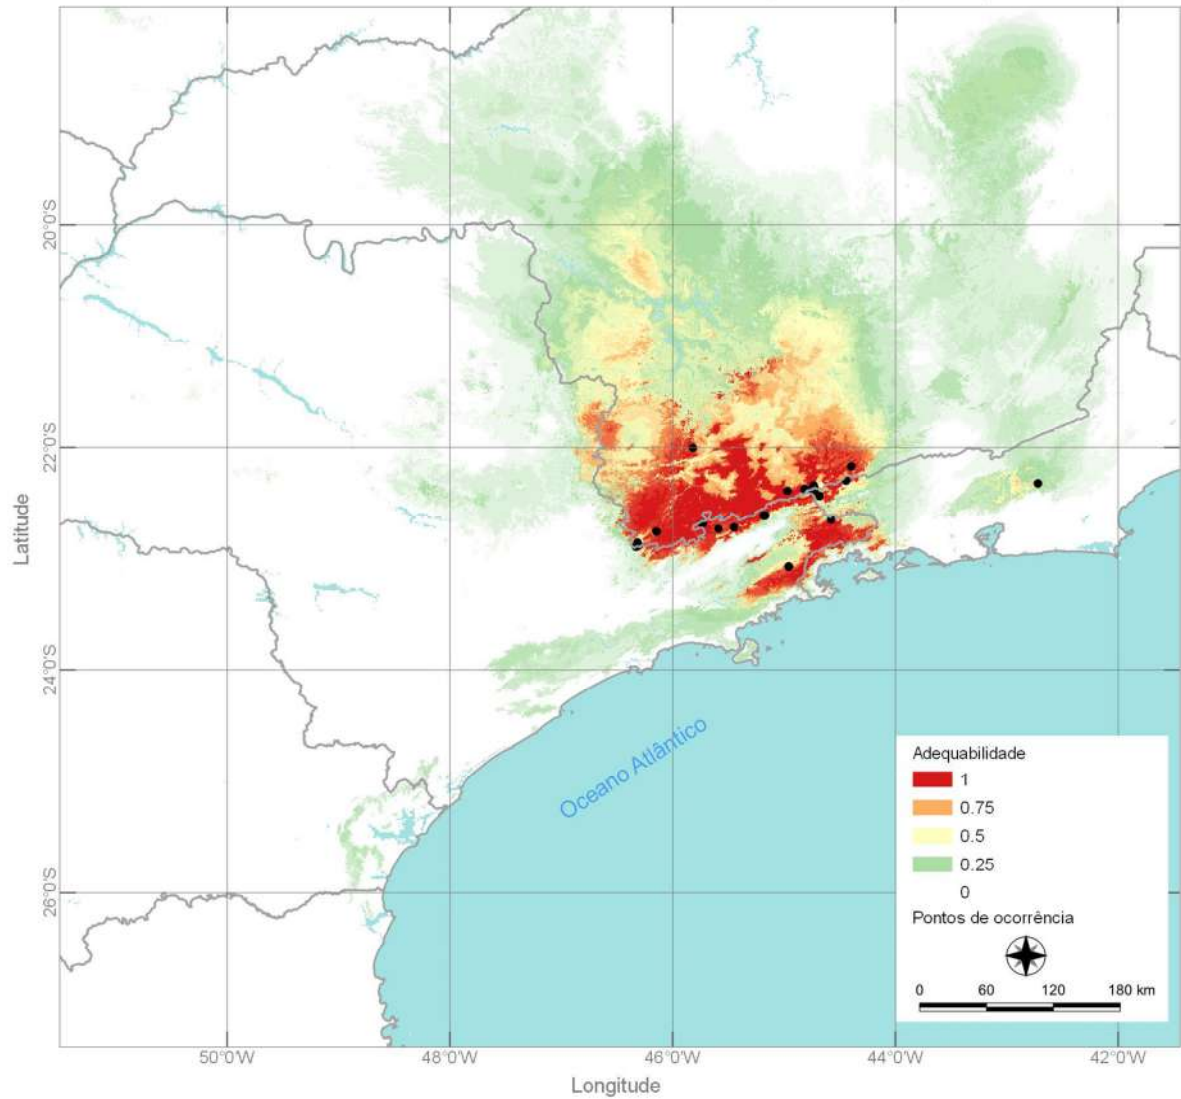 20°0'S
22°0'S
24°0'S
26°0'S
Latitude
Oceano Atlântico
Adequabilidade
1
0.75
0.5
0.25
0
Pontos de ocorrência
0 60 120 180 km
50°0'W 48°0'W 46°0'W 44°0'W 42°0'W
Longitude